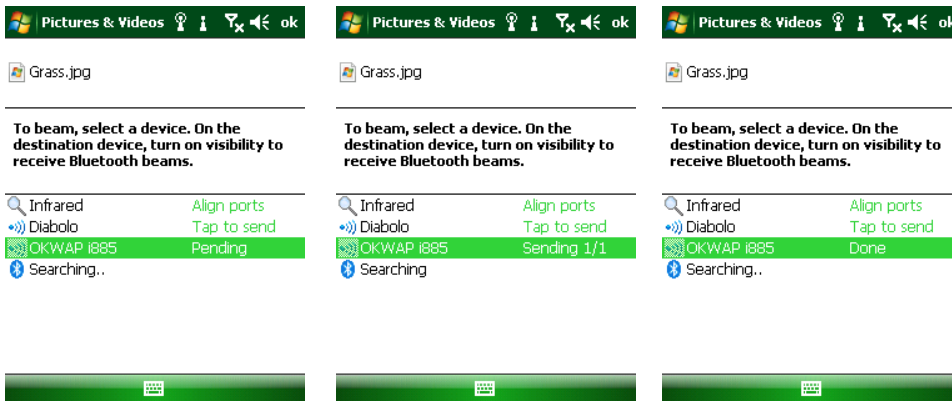 Pictures & Videos ok
Grass.jpg
To beam, select a device. On the
destination device, turn on visibility to
receive Bluetooth beams.
Infrared Align ports
Diabolo Tap to send
OKWAP i885 Pending
Searching..
Pictures & Videos ok
Grass.jpg
To beam, select a device. On the
destination device, turn on visibility to
receive Bluetooth beams.
Infrared Align ports
Diabolo Tap to send
OKWAP i885 Sending 1/1
Searching
Pictures & Videos ok
Grass.jpg
To beam, select a device. On the
destination device, turn on visibility to
receive Bluetooth beams.
Infrared Align ports
Diabolo Tap to send
OKWAP i885 Done
Searching..